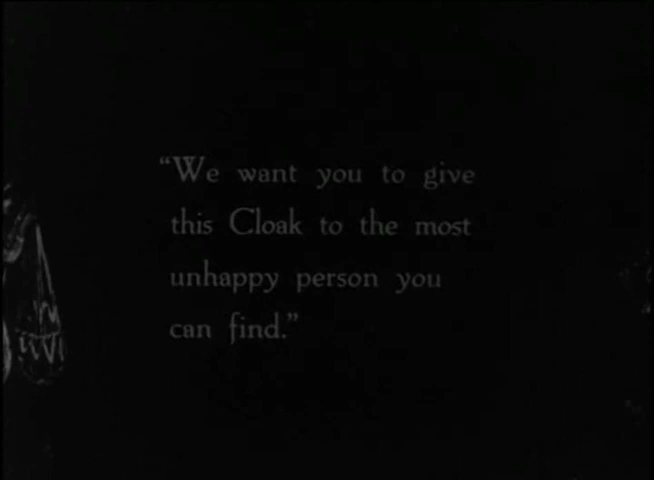 “We want you to give
this Cloak to the most
unhappy person you
can find.”